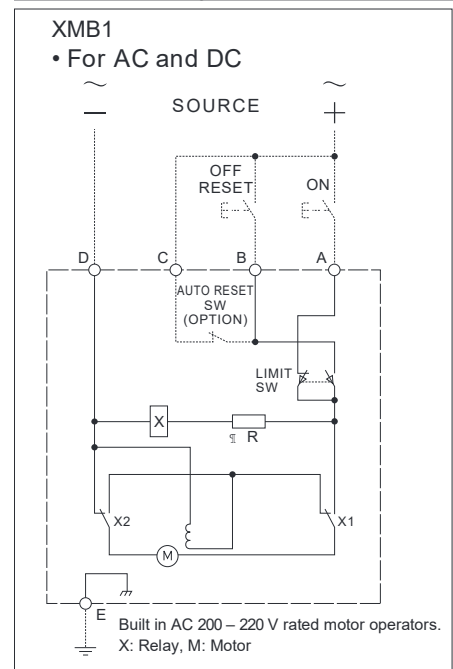 XMB1
• For AC and DC
∼ ∼
− SOURCE +
OFF
RESET
ON
D C B A
AUTO RESET
SW
(OPTION)
LIMIT
SW
X
¶ R
X2 X1
M
E
Built in AC 200 – 220 V rated motor operators.
X: Relay, M: Motor